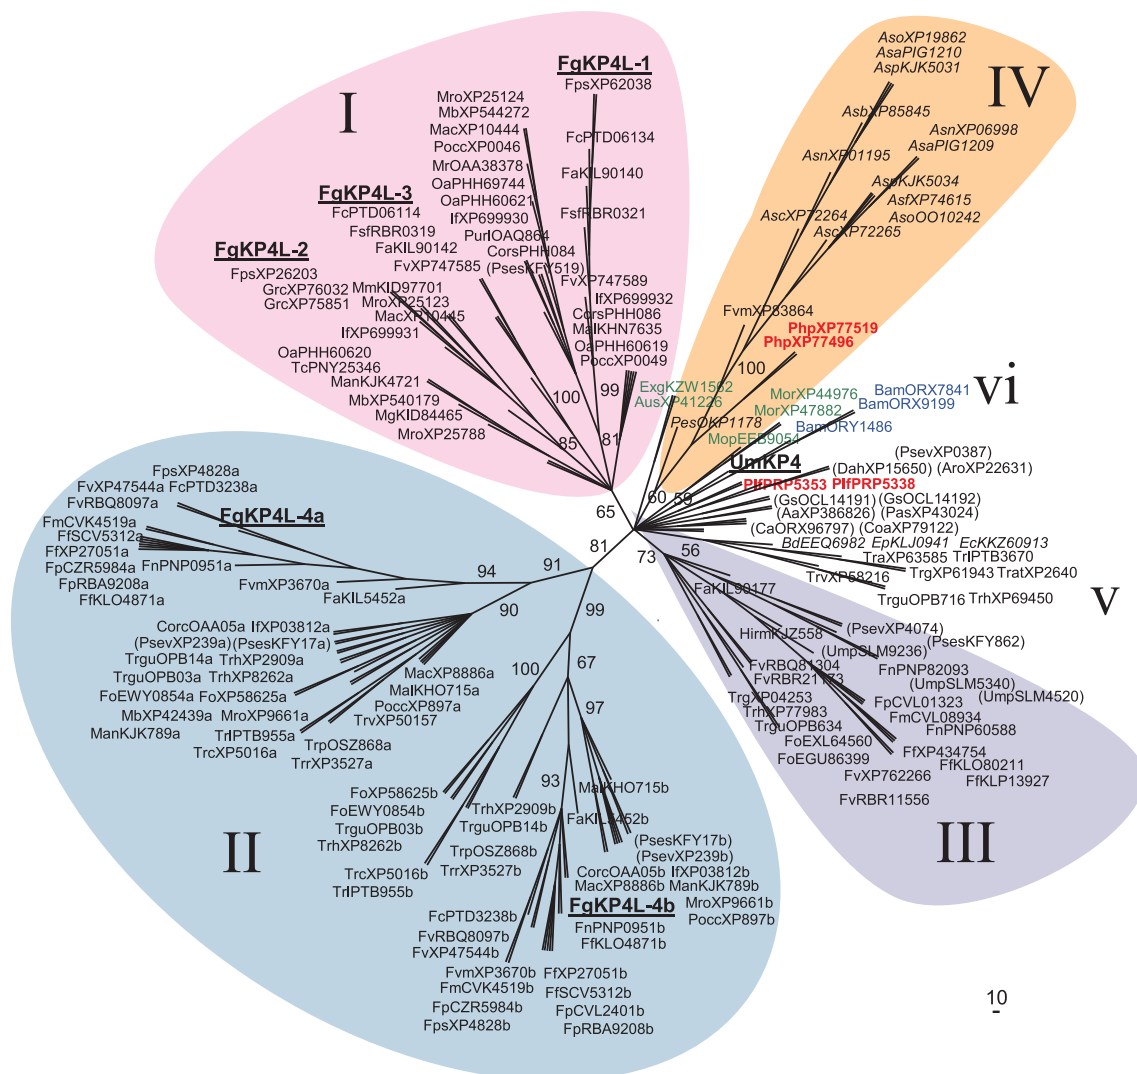 I
FgKP4L-1
FpsXP62038
MroXP25124
MbXP544272
MacXP10444
FcPTD06134
PoccXP0046
MrOAA38378
FaKIL90140
OaPHH69744
FgKP4L-3
OaPHH60621
FcPTD06114
IfXP699930
FsfRBR0321
FsfRBR0319
PurlOAQ864
FgKP4L-2
FaKIL90142
CorsPHH084
FvXP747585
(PsesKFY519)
FpsXP26203
FvXP747589
GrcXP76032
MmKID97701
GrcXP75851
MroXP25123
IfXP699932
MacXP10445
CorsPHH086
IfXP699931
MalKHN7635
OaPHH60620
OaPHH60619
TcPNY25346
PoccXP0049
ManKJK4721
MbXP540179
MgKID84465
MroXP25788
100
99
85
81
65
IV
AsoXP19862
AsaPIG1210
AspKJK5031
AsbXP85845
AsnXP06998
AsaPIG1209
AsnXP01195
AspKJK5034
AsfXP74615
AscXP72264
AsoOO10242
AscXP72265
FvmXP83864
PhpXP77519
PhpXP77496
100
ExgKZW1562
AusXP41226
PesOKP1178
MorXP44976
MorXP47882
MopEEB9054
BamORX7841
BamORX9199
BamORY1486
vi
60
59
UmKP4
(PsevXP0387)
(DahXP15650) (AroXP22631)
PlfPRP5353 PlfPRP5338
(GsOCL14191) (GsOCL14192)
(AaXP386826) (PasXP43024)
(CaORX96797) (CoaXP79122)
BdEEQ6982 EpKLJ0941 EcKKZ60913
TraXP63585 TrlPTB3670
TrvXP58216 TrgXP61943 TratXP2640
TrguOPB716 TrhXP69450
v
73
56
FaKIL90177
HirmKJZ558
(PsevXP4074)
(PsesKFY862)
(UmpSLM9236)
FvRBQ81304
FnPNP82093
FvRBR21173
(UmpSLM5340)
TrgXP04253
(UmpSLM4520)
TrhXP77983
FpCVL01323
TrguOPB634
FmCVL08934
FoEXL64560
FnPNP60588
FoEGU86399
FfXP434754
FvXP762266
FfKLO80211
FfKLP13927
FvRBR11556
III
81
91
94
90
99
FpsXP4828a
FvXP47544a FcPTD3238a
FvRBQ8097a
FgKP4L-4a
FmCVK4519a
FfSCV5312a
FfXP27051a
FnPNP0951a
FpCZR5984a
FvmXP3670a
FpRBA9208a
FaKIL5452a
FfKLO4871a
CorcOAA05a IfXP03812a
(PsevXP239a) (PsesKFY17a)
TrguOPB14a TrhXP2909a
TrguOPB03a TrhXP8262a
FoEWY0854a FoXP58625a
MbXP42439a MroXP9661a
ManKJK789a TrlPTB955a
TrcXP5016a
TrpOSZ868a
TrrXP3527a
MacXP8886a
MalKHO715a
PoccXP897a
TrvXP50157
100
67
97
93
II
FoXP58625b
FoEWY0854b
TrguOPB03b
TrhXP8262b
TrcXP5016b
TrlPTB955b
TrhXP2909b
TrguOPB14b
TrpOSZ868b
TrrXP3527b
MalKHO715b
FaKIL5452b
(PsesKFY17b)
(PsevXP239b)
CorcOAA05b IfXP03812b
MacXP8886b ManKJK789b
MroXP9661b
PoccXP897b
FgKP4L-4b
FnPNP0951b
FfKLO4871b
FcPTD3238b
FvRBQ8097b
FvXP47544b
FvmXP3670b
FmCVK4519b
FpCZR5984b
FpsXP4828b
FfXP27051b
FfSCV5312b
FpCVL2401b
FpRBA9208b
10